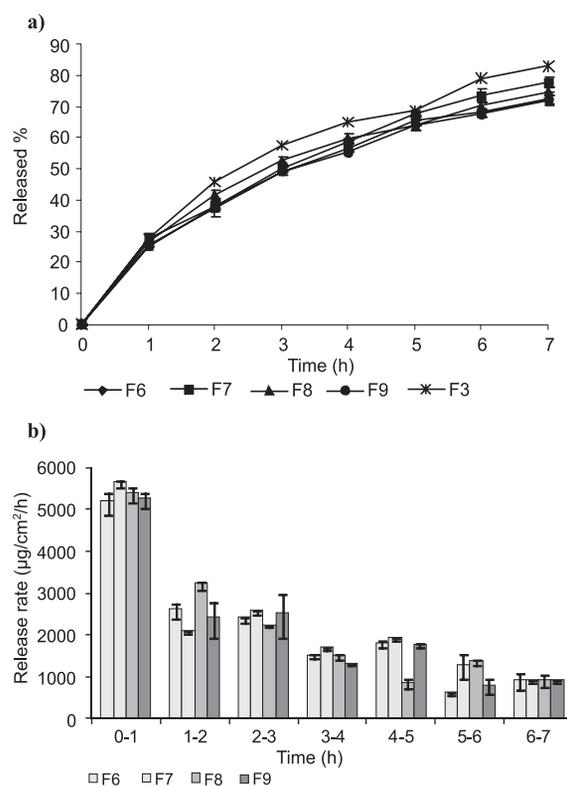 a)
90
80
70
60
50
40
30
20
10
0
Released %
0 1 2 3 4 5 6 7
Time (h)
F6 F7 F8 F9 F3
b)
6000
5000
4000
3000
2000
1000
0
Release rate (µg/cm²/h)
0-1 1-2 2-3 3-4 4-5 5-6 6-7
Time (h)
F6 F7 F8 F9